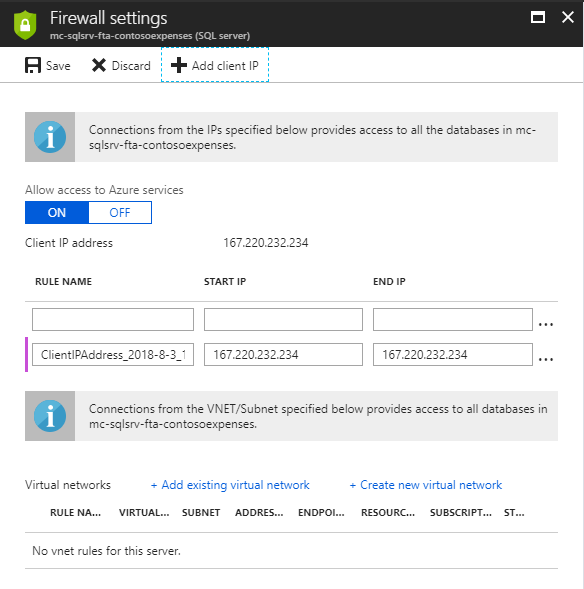 Firewall settings
mc-sqlsrv-fta-contosoexpenses (SQL server)
Save Discard Add client IP
Connections from the IPs specified below provides access to all the databases in mc-
sqlsrv-fta-contosoexpenses.
Allow access to Azure services
ON OFF
Client IP address 167.220.232.234
RULE NAME START IP END IP
...
ClientIPAddress_2018-8-3_1 167.220.232.234 167.220.232.234 ...
Connections from the VNET/Subnet specified below provides access to all databases in
mc-sqlsrv-fta-contosoexpenses.
Virtual networks + Add existing virtual network + Create new virtual network
RULE NA... VIRTUAL... SUBNET ADDRES... ENDPOI... RESOURC... SUBSCRIPT... ST...
No vnet rules for this server.